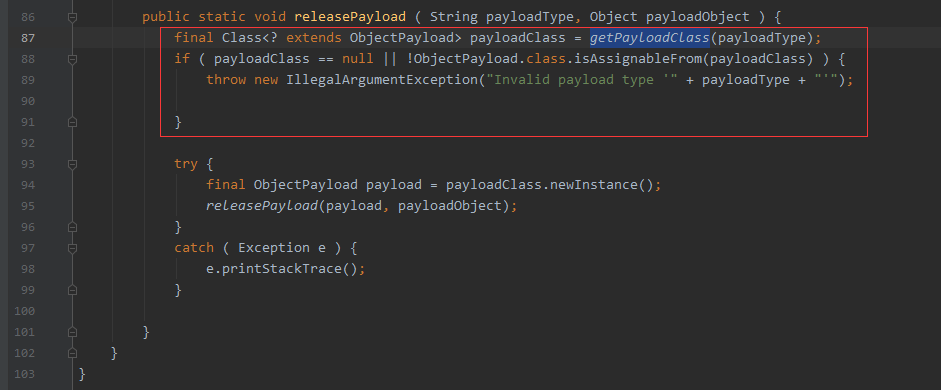 86 public static void releasePayload ( String payloadType, Object payloadObject ) {
87 final Class<? extends ObjectPayload> payloadClass = getPayloadClass(payloadType);
88 if ( payloadClass == null || !ObjectPayload.class.isAssignableFrom(payloadClass) ) {
89 throw new IllegalArgumentException("Invalid payload type '" + payloadType + "'");
90
91 }
92
93 try {
94 final ObjectPayload payload = payloadClass.newInstance();
95 releasePayload(payload, payloadObject);
96 }
97 catch ( Exception e ) {
98 e.printStackTrace();
99 }
100
101 }
102 }
103 }